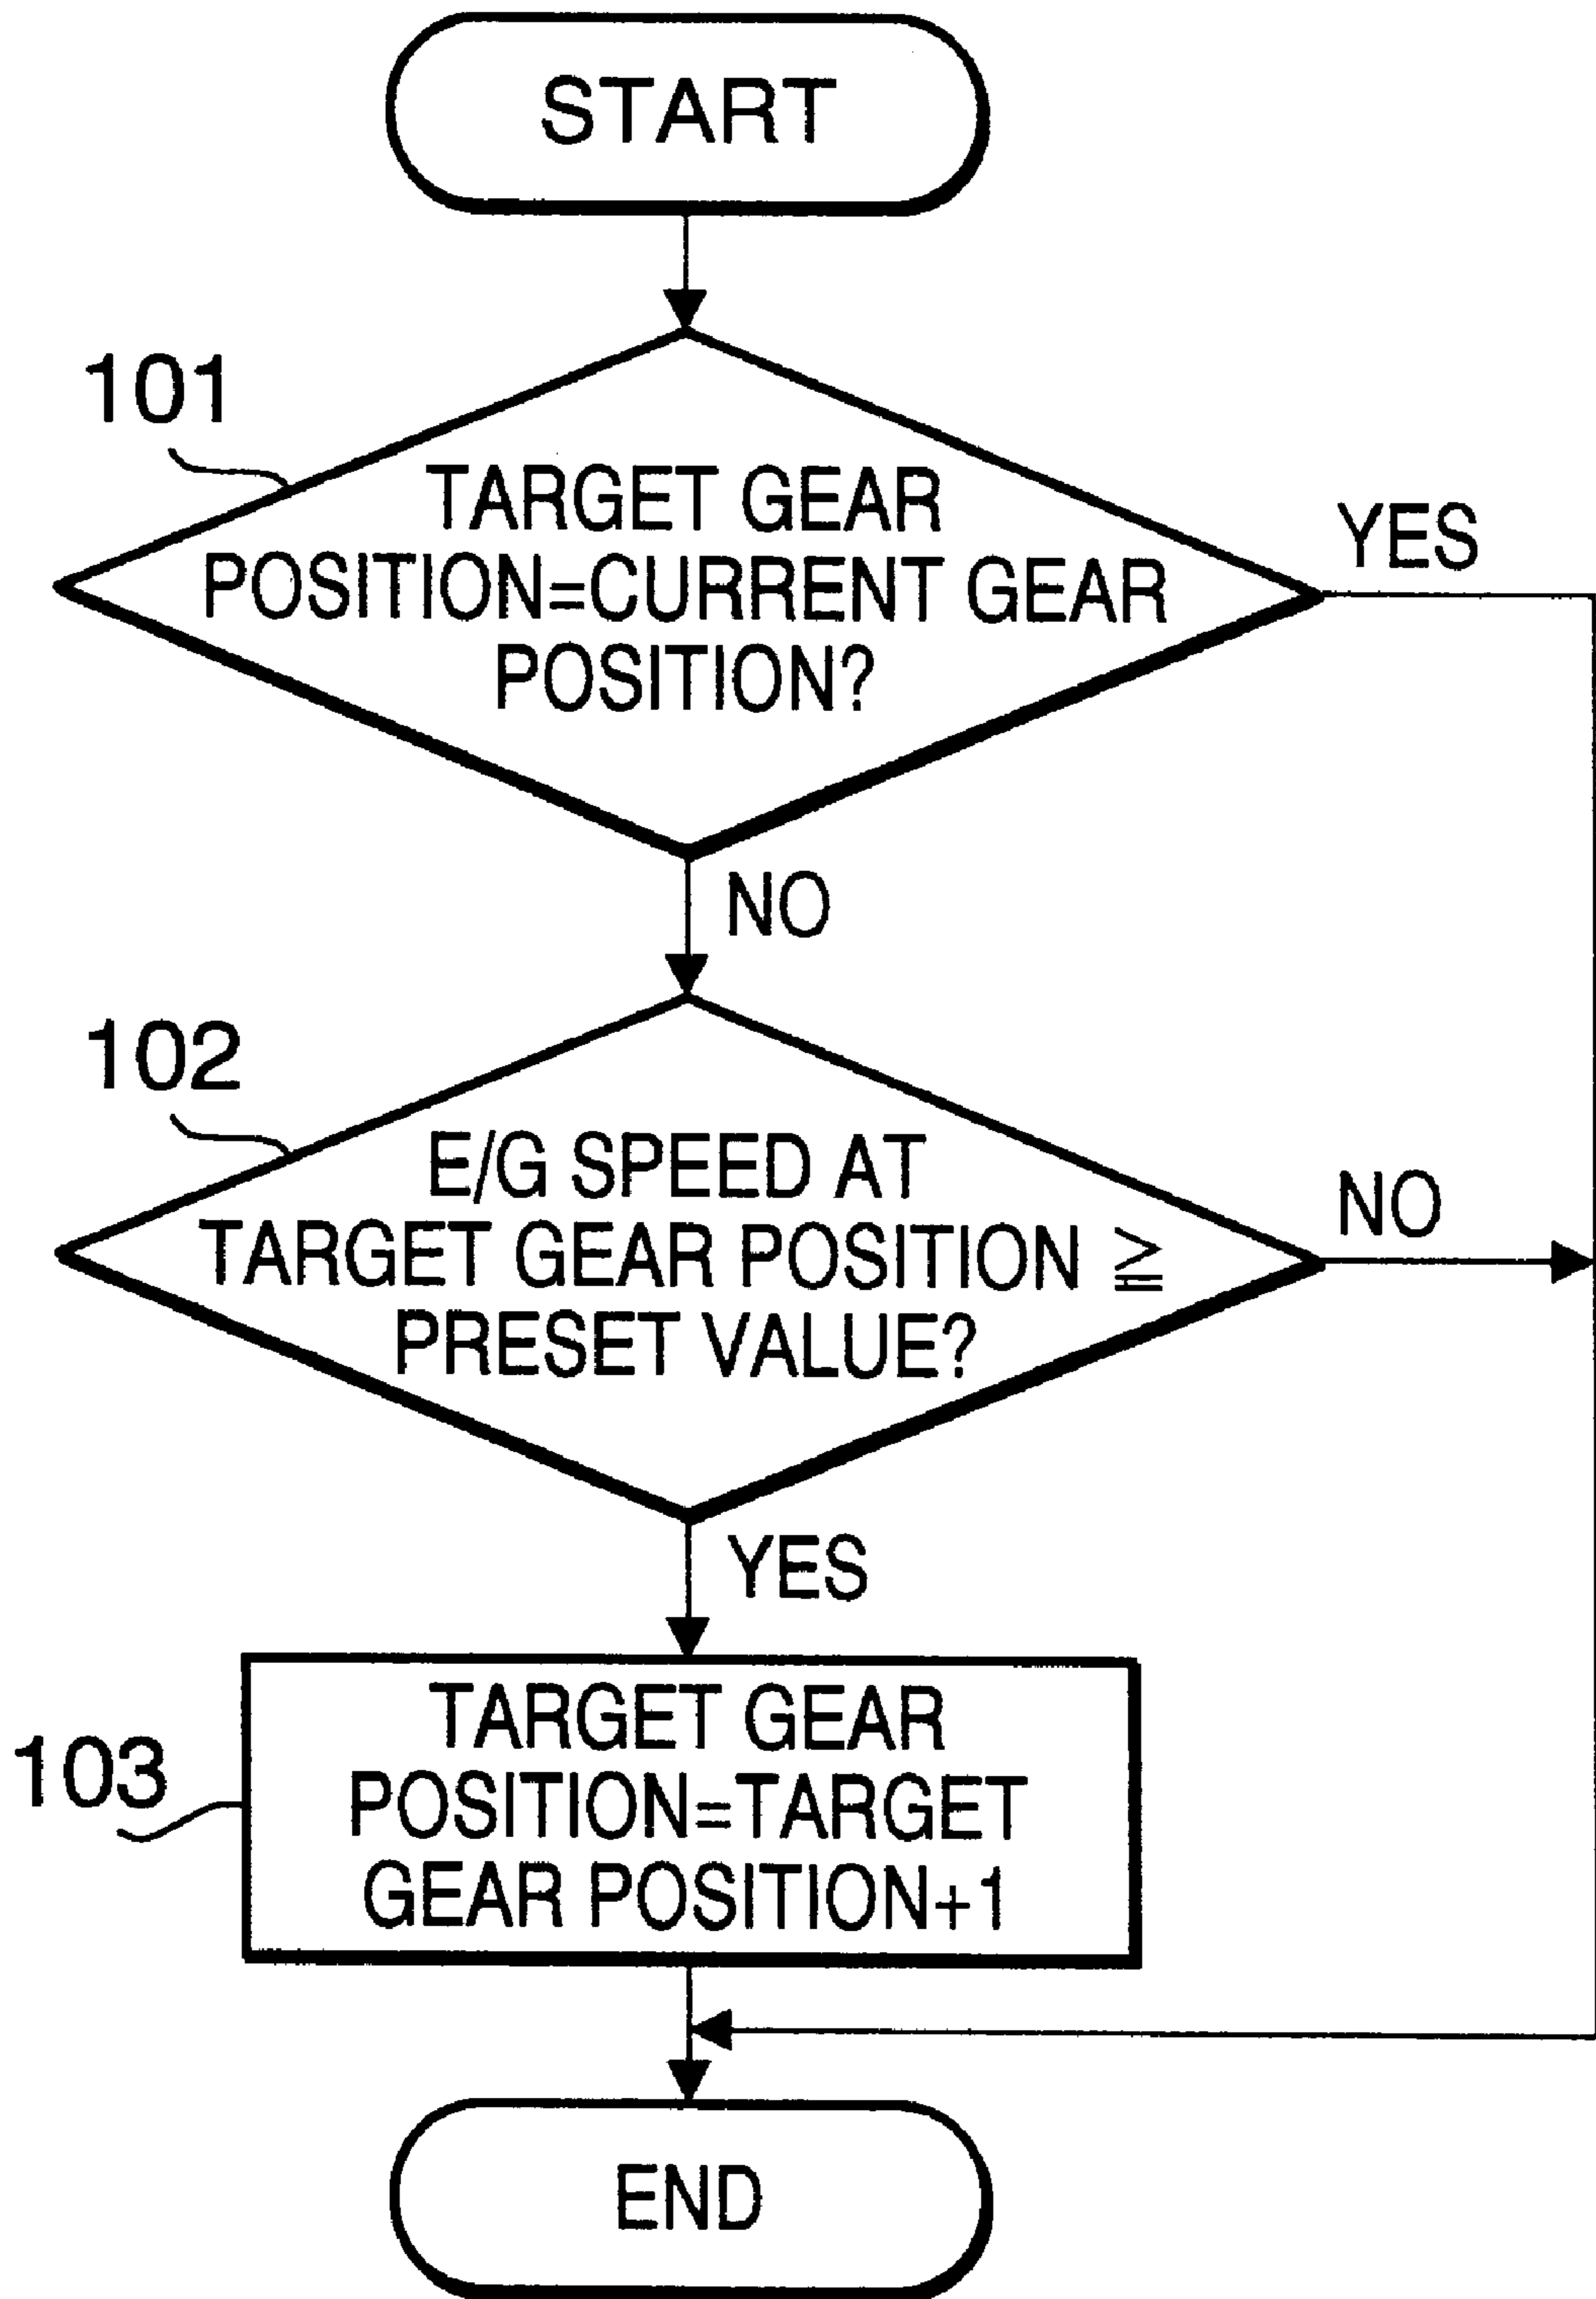 START
101
TARGET GEAR
POSITION=CURRENT GEAR
POSITION?
YES
NO
102
E/G SPEED AT
TARGET GEAR POSITION ≧
PRESET VALUE?
NO
YES
103
TARGET GEAR
POSITION=TARGET
GEAR POSITION+1
END